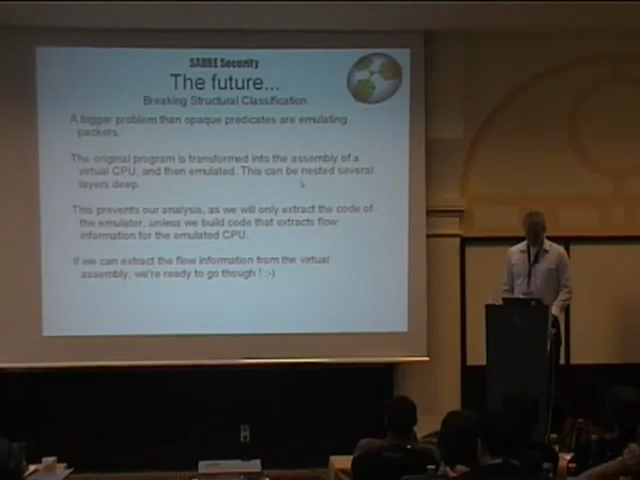 SABRE Security
The future...
Breaking Structural Classification
A bigger problem than opaque predicates are emulating
packers.
The original program is transformed into the assembly of a
virtual CPU, and then emulated. This can be nested several
layers deep.
This prevents our analysis, as we will only extract the code of
the emulator, unless we build code that extracts flow
information for the emulated CPU.
If we can extract the flow information from the virtual
assembly, we're ready to go though ! :-)